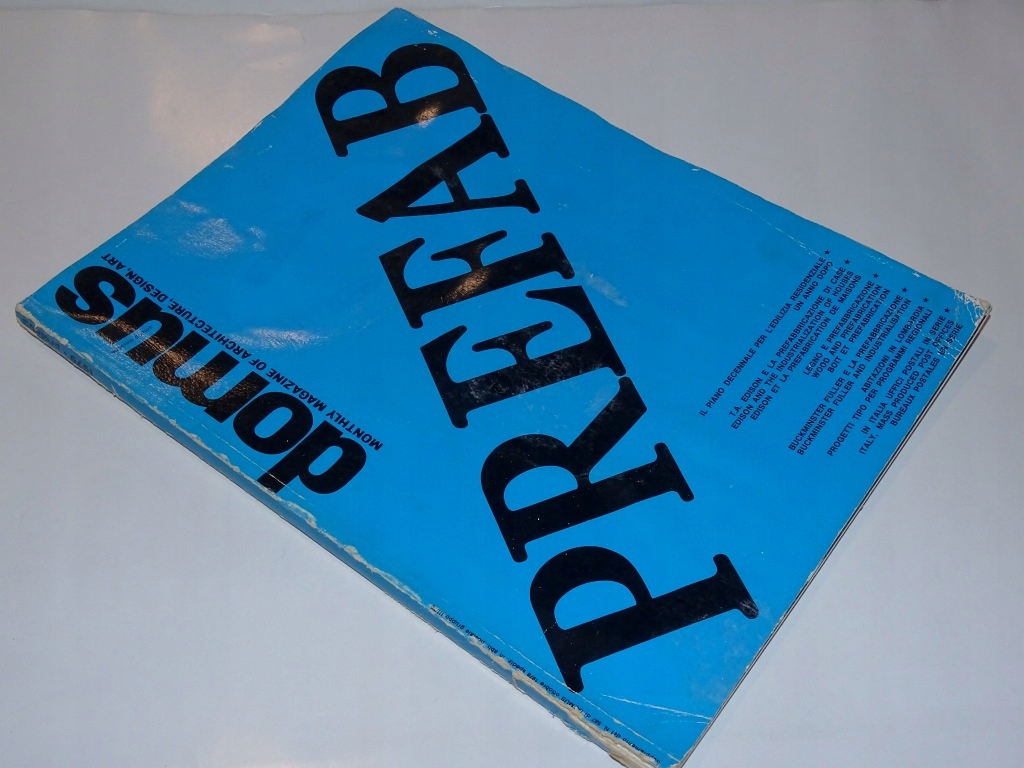 domus
MONTHLY MAGAZINE OF ARCHITECTURE, DESIGN, ART
PREFAB
IL PIANO DECENNALE PER L'EDILIZIA RESIDENZIALE *
UN ANNO DOPO
T.A. EDISON E LA PREFABBRICAZIONE DI CASE *
EDISON AND THE INDUSTRIALIZATION OF HOUSES
EDISON ET LA PREFABRICATION DE MAISONS
LEGNO E PREFABBRICAZIONE *
WOOD AND PREFABRICATION
BOIS ET PREFABRICATION
BUCKMINSTER FULLER E LA PREFABBRICAZIONE *
BUCKMINSTER FULLER AND INDUSTRIALISATION
ABITAZIONI IN LOMBARDIA *
PROGETTI TIPO PER PROGRAMMI REGIONALI
IN ITALIA UFFICI POSTALI IN SERIE *
ITALY, MASS PRODUCED POST OFFICES
BUREAUX POSTALES EN SERIE